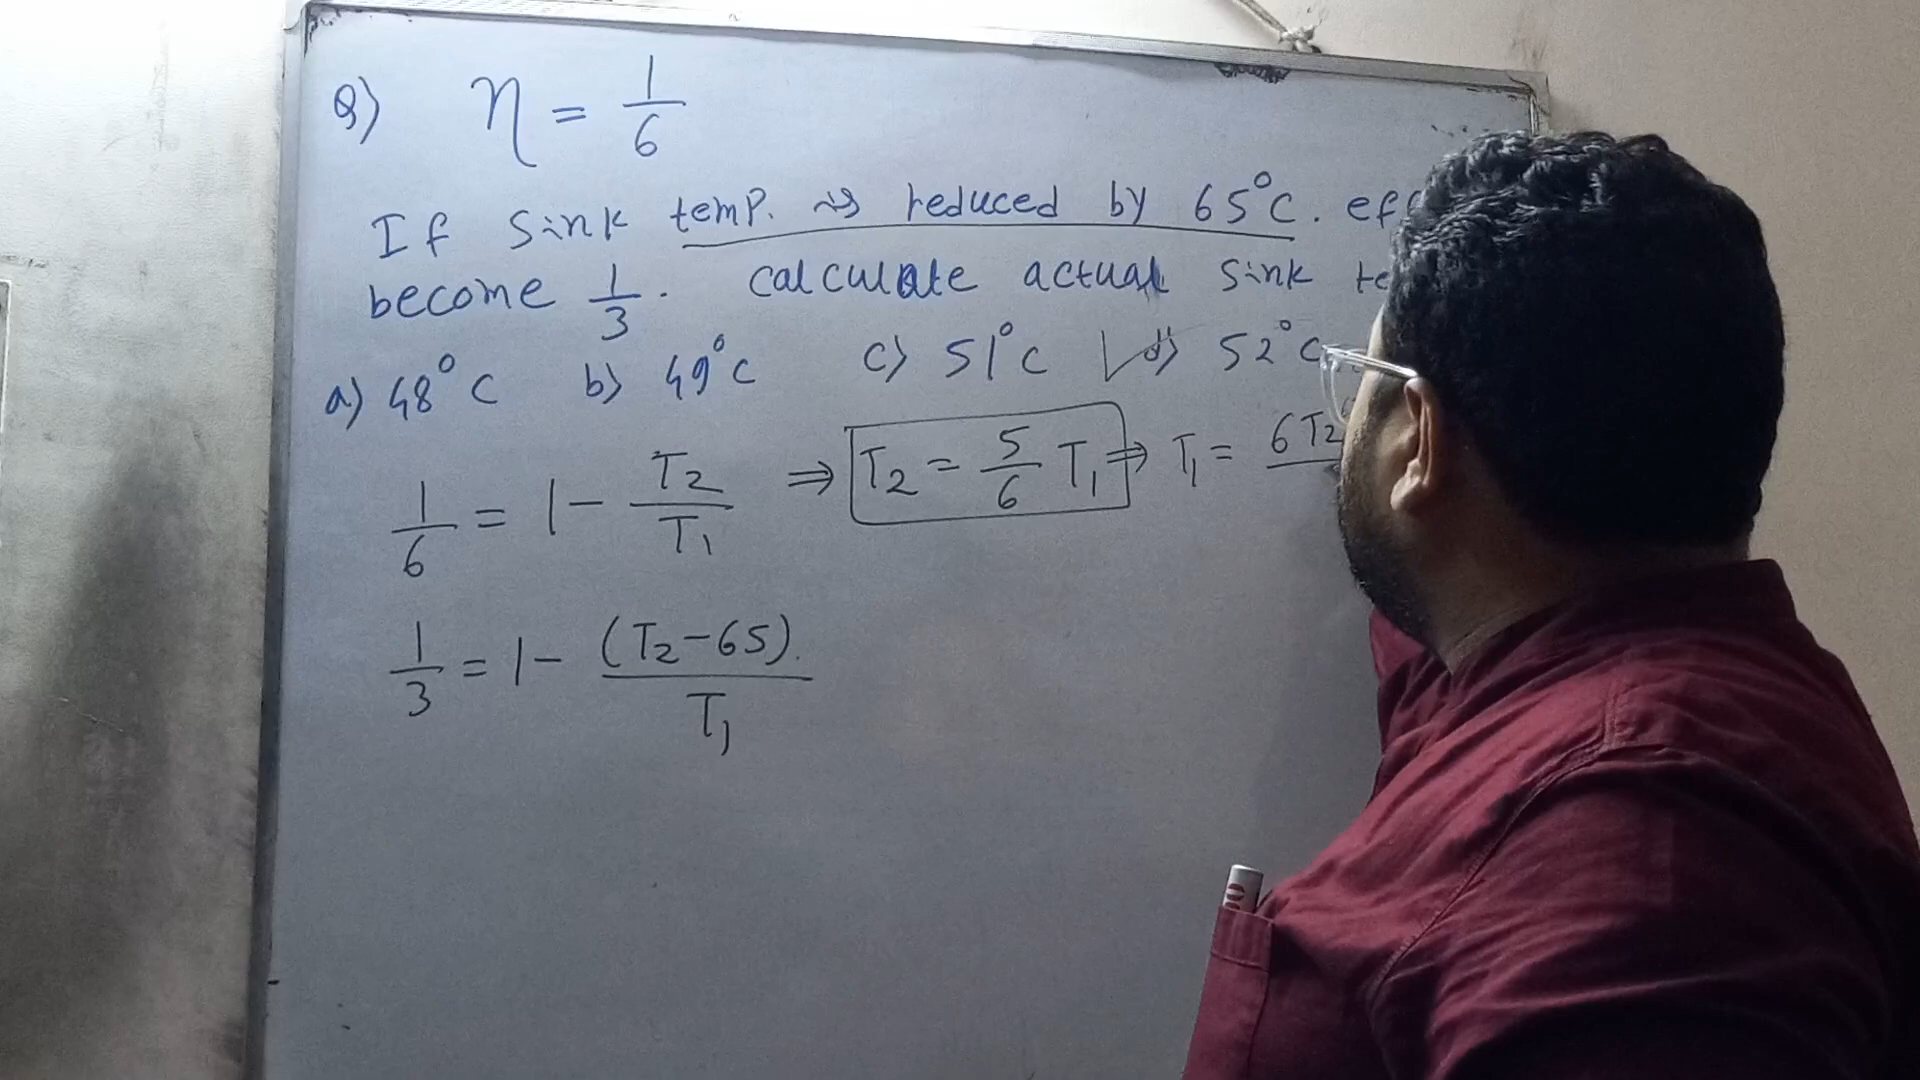 Q) η = 1/6
If Sink temp. is reduced by 65°C. eff
become 1/3. calculate actual Sink te
a) 48°C b) 49°C c) 51°C ✓d) 52°C
1/6 = 1 - T2/T1 ⇒ T2 = 5/6 T1 ⇒ T1 = 6T2
1/3 = 1 - (T2-65)/T1